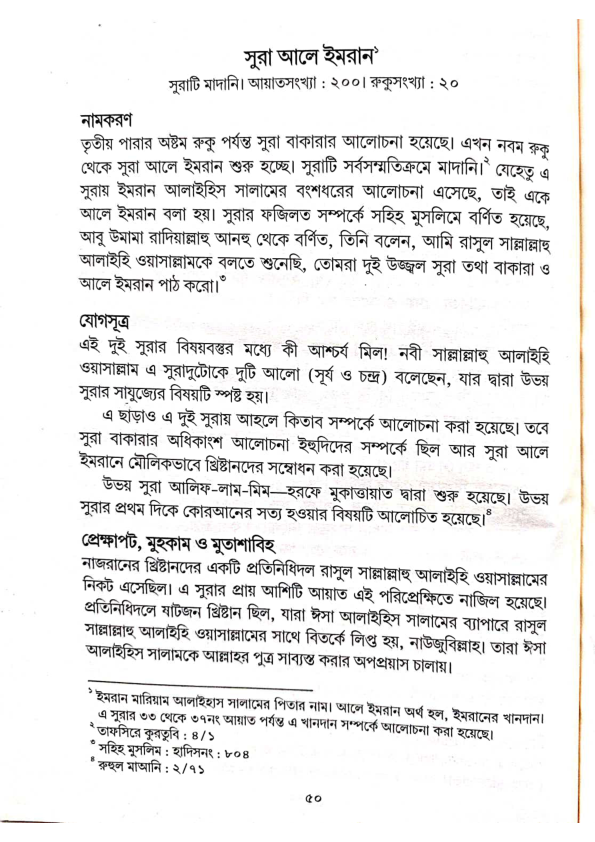 সুরা আলে ইমরান১
সুরাটি মাদানি। আয়াতসংখ্যা : ২০০। রুকুসংখ্যা : ২০
নামকরণ
তৃতীয় পারার অষ্টম রুকু পর্যন্ত সুরা বাকারার আলোচনা হয়েছে। এখন নবম রুকু
থেকে সুরা আলে ইমরান শুরু হচ্ছে। সুরাটি সর্বসম্মতিক্রমে মাদানি।২ যেহেতু এ
সুরায় ইমরান আলাইহিস সালামের বংশধরের আলোচনা এসেছে, তাই একে
আলে ইমরান বলা হয়। সুরার ফজিলত সম্পর্কে সহিহ মুসলিমে বর্ণিত হয়েছে,
আবু উমামা রাদিয়াল্লাহু আনহু থেকে বর্ণিত, তিনি বলেন, আমি রাসুল সাল্লাল্লাহু
আলাইহি ওয়াসাল্লামকে বলতে শুনেছি, তোমরা দুই উজ্জ্বল সুরা তথা বাকারা ও
আলে ইমরান পাঠ করো।৩
যোগসূত্র
এই দুই সুরার বিষয়বস্তুর মধ্যে কী আশ্চর্য মিল! নবী সাল্লাল্লাহু আলাইহি
ওয়াসাল্লাম এ সুরাদুটোকে দুটি আলো (সূর্য ও চন্দ্র) বলেছেন, যার দ্বারা উভয়
সুরার সাযুজ্যের বিষয়টি স্পষ্ট হয়।
এ ছাড়াও এ দুই সুরায় আহলে কিতাব সম্পর্কে আলোচনা করা হয়েছে। তবে
সুরা বাকারার অধিকাংশ আলোচনা ইহুদিদের সম্পর্কে ছিল আর সুরা আলে
ইমরানে মৌলিকভাবে খ্রিষ্টানদের সম্বোধন করা হয়েছে।
উভয় সুরা আলিফ-লাম-মিম—হরফে মুকাত্তায়াত দ্বারা শুরু হয়েছে। উভয়
সুরার প্রথম দিকে কোরআনের সত্য হওয়ার বিষয়টি আলোচিত হয়েছে।৪
প্রেক্ষাপট, মুহকাম ও মুতাশাবিহ
নাজরানের খ্রিষ্টানদের একটি প্রতিনিধিদল রাসুল সাল্লাল্লাহু আলাইহি ওয়াসাল্লামের
নিকট এসেছিল। এ সুরার প্রায় আশিটি আয়াত এই পরিপ্রেক্ষিতে নাজিল হয়েছে।
প্রতিনিধিদলে ষাটজন খ্রিষ্টান ছিল, যারা ঈসা আলাইহিস সালামের ব্যাপারে রাসুল
সাল্লাল্লাহু আলাইহি ওয়াসাল্লামের সাথে বিতর্কে লিপ্ত হয়, নাউজুবিল্লাহ। তারা ঈসা
আলাইহিস সালামকে আল্লাহর পুত্র সাব্যস্ত করার অপপ্রয়াস চালায়।
১ ইমরান মারিয়াম আলাইহাস সালামের পিতার নাম। আলে ইমরান অর্থ হল, ইমরানের খানদান।
এ সুরার ৩৩ থেকে ৩৭নং আয়াত পর্যন্ত এ খানদান সম্পর্কে আলোচনা করা হয়েছে।
২ তাফসিরে কুরতুবি : ৪/১
৩ সহিহ মুসলিম : হাদিসনং : ৮০৪
৪ রুহুল মাআনি : ২/৭১
৫০